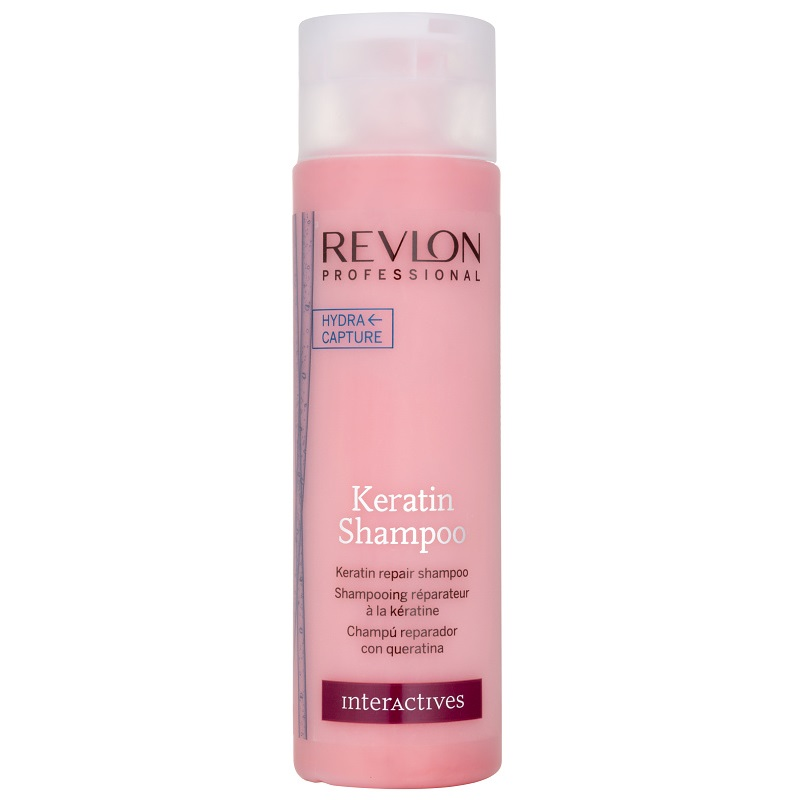 REVLON
PROFESSIONAL
HYDRA←
CAPTURE
Keratin
Shampoo
Keratin repair shampoo
Shampooing réparateur
à la kératine
Champú reparador
con queratina
interactives